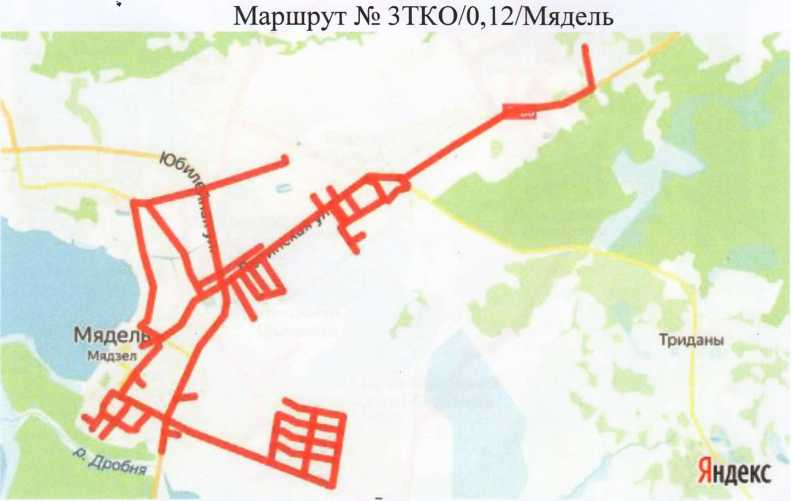 Маршрут № 3ТКО/0,12/Мядель
Юбилейная ул.
Мядель
Мядзел
Триданы
р. Дробня
Яндекс